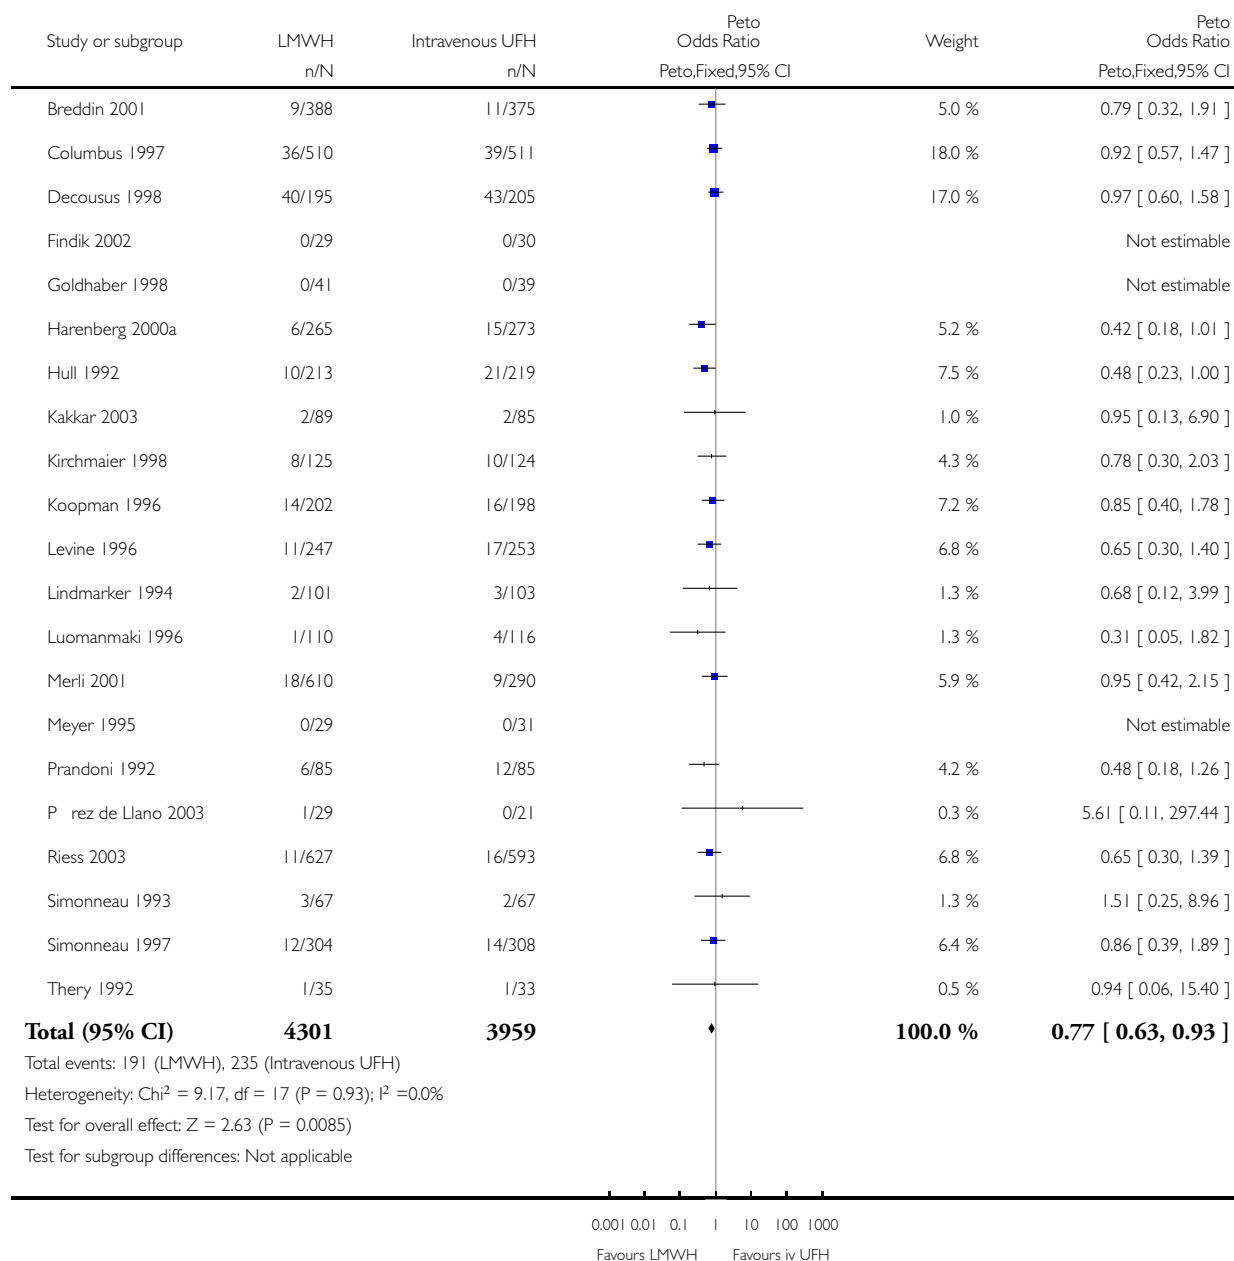 Study or subgroup LMWH Intravenous UFH Peto Odds Ratio Weight Peto Odds Ratio
n/N n/N Peto,Fixed,95% CI Peto,Fixed,95% CI
Breddin 2001 9/388 11/375 5.0 % 0.79 [ 0.32, 1.91 ]
Columbus 1997 36/510 39/511 18.0 % 0.92 [ 0.57, 1.47 ]
Decousus 1998 40/195 43/205 17.0 % 0.97 [ 0.60, 1.58 ]
Findik 2002 0/29 0/30 Not estimable
Goldhaber 1998 0/41 0/39 Not estimable
Harenberg 2000a 6/265 15/273 5.2 % 0.42 [ 0.18, 1.01 ]
Hull 1992 10/213 21/219 7.5 % 0.48 [ 0.23, 1.00 ]
Kakkar 2003 2/89 2/85 1.0 % 0.95 [ 0.13, 6.90 ]
Kirchmaier 1998 8/125 10/124 4.3 % 0.78 [ 0.30, 2.03 ]
Koopman 1996 14/202 16/198 7.2 % 0.85 [ 0.40, 1.78 ]
Levine 1996 11/247 17/253 6.8 % 0.65 [ 0.30, 1.40 ]
Lindmarker 1994 2/101 3/103 1.3 % 0.68 [ 0.12, 3.99 ]
Luomanmaki 1996 1/110 4/116 1.3 % 0.31 [ 0.05, 1.82 ]
Merli 2001 18/610 9/290 5.9 % 0.95 [ 0.42, 2.15 ]
Meyer 1995 0/29 0/31 Not estimable
Prandoni 1992 6/85 12/85 4.2 % 0.48 [ 0.18, 1.26 ]
P rez de Llano 2003 1/29 0/21 0.3 % 5.61 [ 0.11, 297.44 ]
Riess 2003 11/627 16/593 6.8 % 0.65 [ 0.30, 1.39 ]
Simonneau 1993 3/67 2/67 1.3 % 1.51 [ 0.25, 8.96 ]
Simonneau 1997 12/304 14/308 6.4 % 0.86 [ 0.39, 1.89 ]
Thery 1992 1/35 1/33 0.5 % 0.94 [ 0.06, 15.40 ]
Total (95% CI) 4301 3959 100.0 % 0.77 [ 0.63, 0.93 ]
Total events: 191 (LMWH), 235 (Intravenous UFH)
Heterogeneity: Chi² = 9.17, df = 17 (P = 0.93); I² =0.0%
Test for overall effect: Z = 2.63 (P = 0.0085)
Test for subgroup differences: Not applicable
0.001 0.01 0.1 1 10 100 1000
Favours LMWH Favours iv UFH